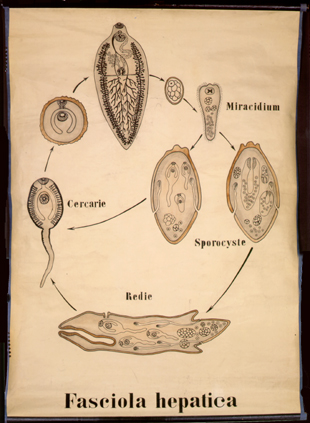 Miracidium
Cercarie
Sporocyste
Redie
Fasciola hepatica